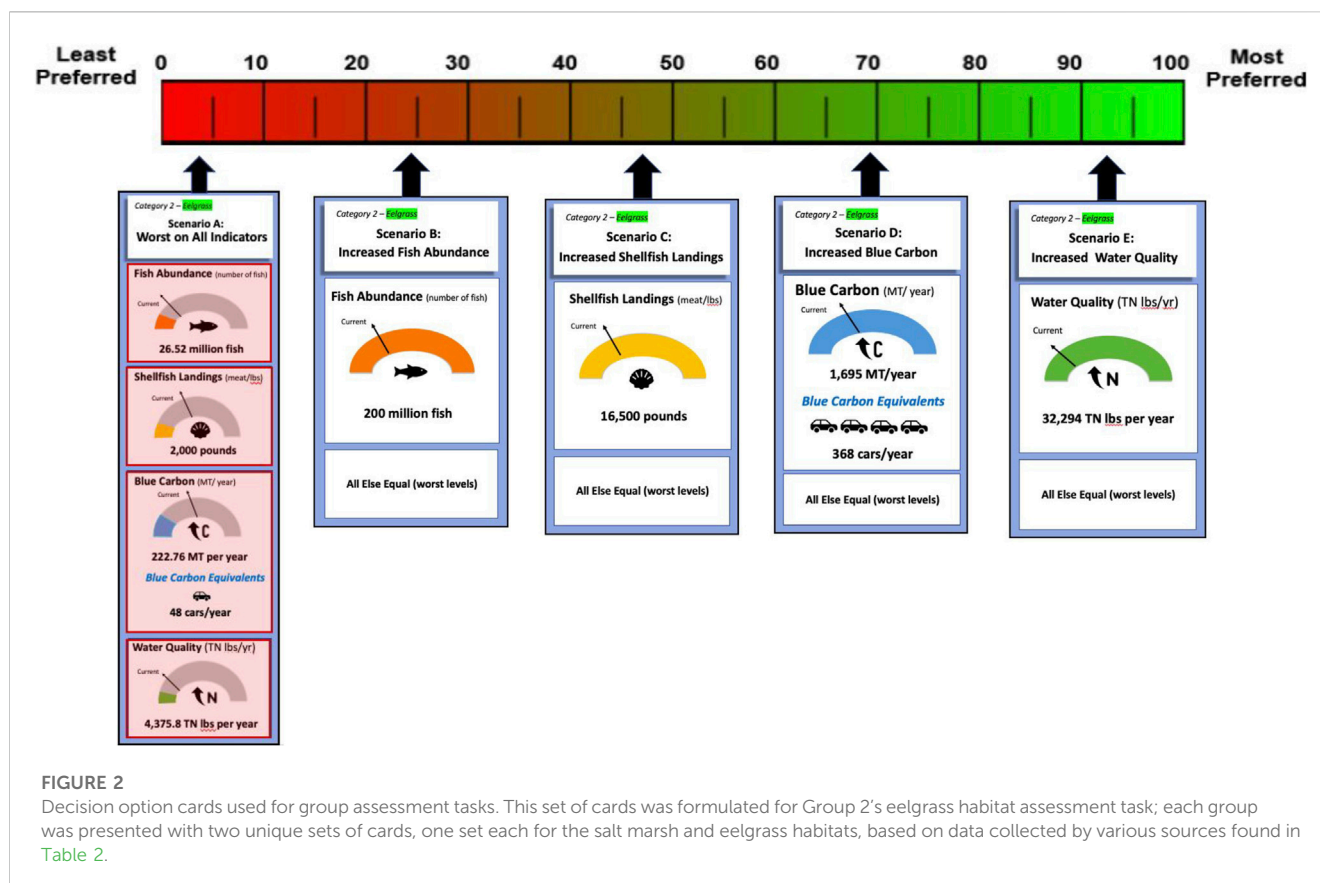 Least Preferred
0 10 20 30 40 50 60 70 80 90 100
Most Preferred
Category 2 – Eelgrass
Scenario A:
Worst on All Indicators
Fish Abundance (number of fish)
Current
26.52 million fish
Shellfish Landings (meat/lbs)
Current
2,000 pounds
Blue Carbon (MT/ year)
Current
C
222.76 MT per year
Blue Carbon Equivalents
48 cars/year
Water Quality (TN lbs/yr)
Current
N
4,375.8 TN lbs per year
Category 2 – Eelgrass
Scenario B:
Increased Fish Abundance
Fish Abundance (number of fish)
Current
200 million fish
All Else Equal (worst levels)
Category 2 – Eelgrass
Scenario C:
Increased Shellfish Landings
Shellfish Landings (meat/lbs)
Current
16,500 pounds
All Else Equal (worst levels)
Category 2 – Eelgrass
Scenario D:
Increased Blue Carbon
Blue Carbon (MT/ year)
Current
C
1,695 MT/year
Blue Carbon Equivalents
368 cars/year
All Else Equal (worst levels)
Category 2 – Eelgrass
Scenario E:
Increased Water Quality
Water Quality (TN lbs/yr)
Current
N
32,294 TN lbs per year
All Else Equal (worst levels)
FIGURE 2
Decision option cards used for group assessment tasks. This set of cards was formulated for Group 2's eelgrass habitat assessment task; each group
was presented with two unique sets of cards, one set each for the salt marsh and eelgrass habitats, based on data collected by various sources found in
Table 2.